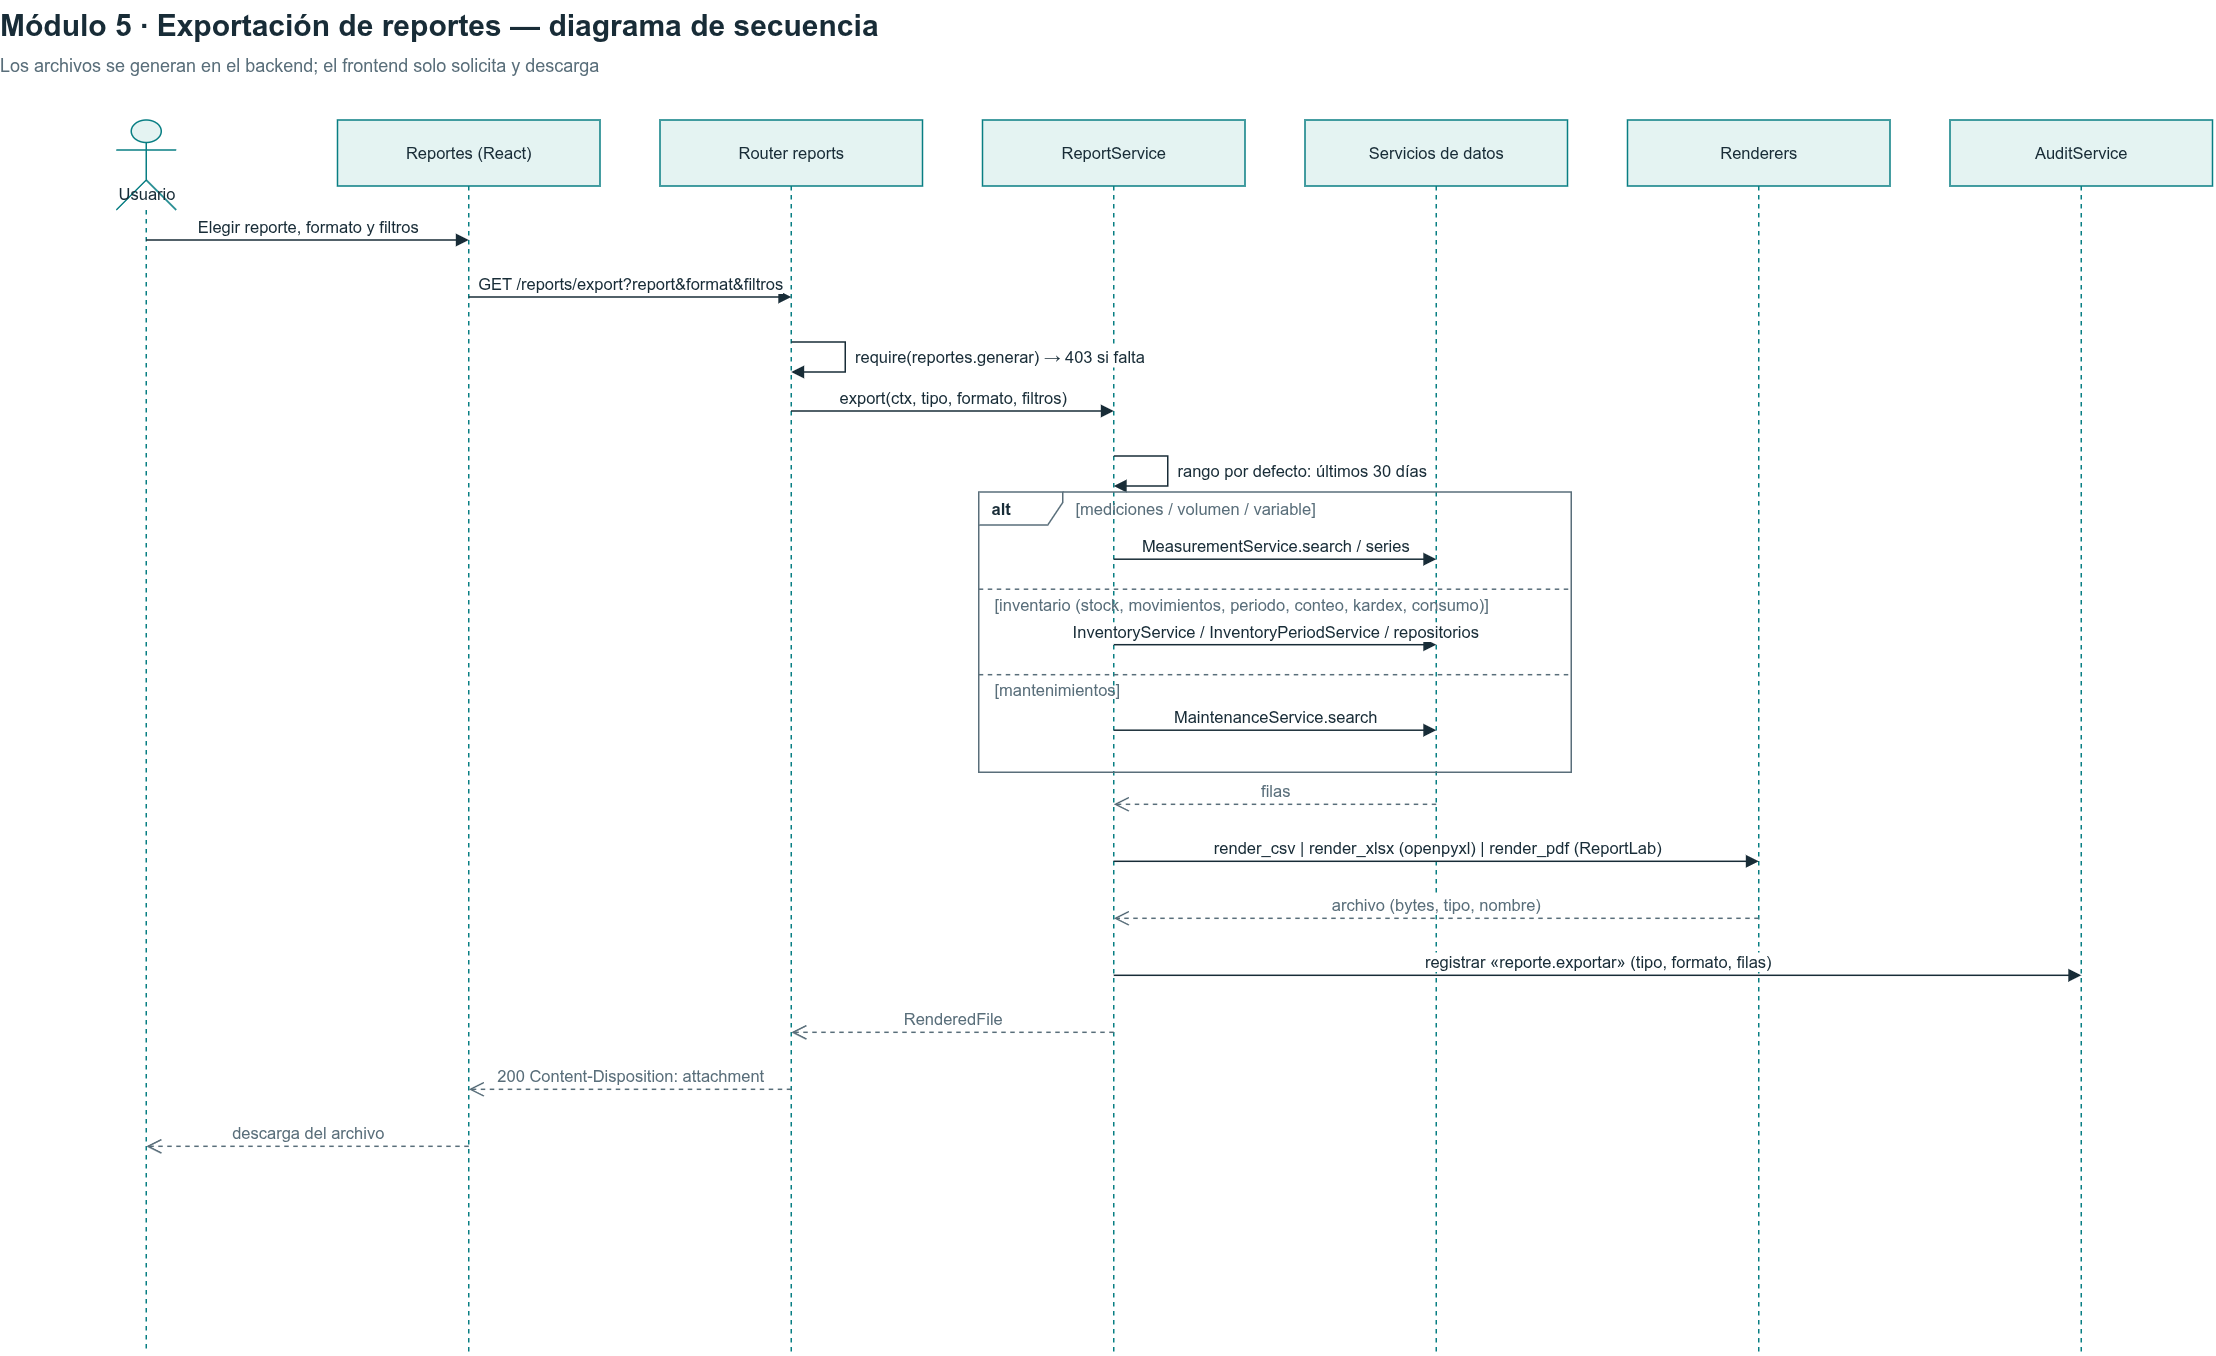 Módulo 5 · Exportación de reportes — diagrama de secuencia
Los archivos se generan en el backend; el frontend solo solicita y descarga
Usuario
Reportes (React)
Router reports
ReportService
Servicios de datos
Renderers
AuditService
Elegir reporte, formato y filtros
GET /reports/export?report&format&filtros
require(reportes.generar) → 403 si falta
export(ctx, tipo, formato, filtros)
rango por defecto: últimos 30 días
alt
[mediciones / volumen / variable]
MeasurementService.search / series
[inventario (stock, movimientos, periodo, conteo, kardex, consumo)]
InventoryService / InventoryPeriodService / repositorios
[mantenimientos]
MaintenanceService.search
filas
render_csv | render_xlsx (openpyxl) | render_pdf (ReportLab)
archivo (bytes, tipo, nombre)
registrar «reporte.exportar» (tipo, formato, filas)
RenderedFile
200 Content-Disposition: attachment
descarga del archivo